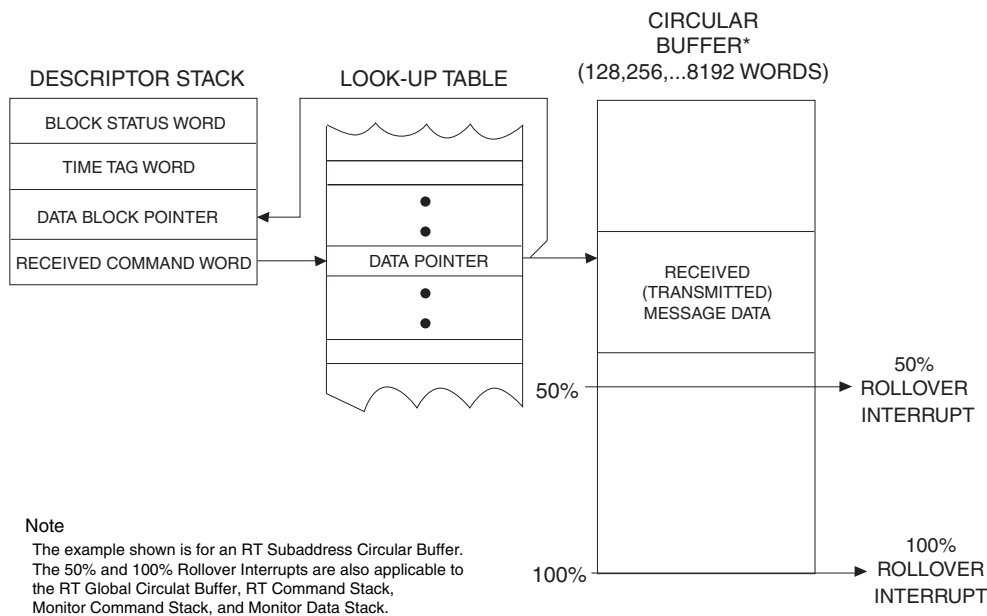 CIRCULAR
BUFFER*
(128,256,...8192 WORDS)
DESCRIPTOR STACK
LOOK-UP TABLE
BLOCK STATUS WORD
TIME TAG WORD
DATA BLOCK POINTER
RECEIVED COMMAND WORD
DATA POINTER
RECEIVED
(TRANSMITTED)
MESSAGE DATA
50%
50%
ROLLOVER
INTERRUPT
100%
100%
ROLLOVER
INTERRUPT
Note
The example shown is for an RT Subaddress Circular Buffer.
The 50% and 100% Rollover Interrupts are also applicable to
the RT Global Circulat Buffer, RT Command Stack,
Monitor Command Stack, and Monitor Data Stack.